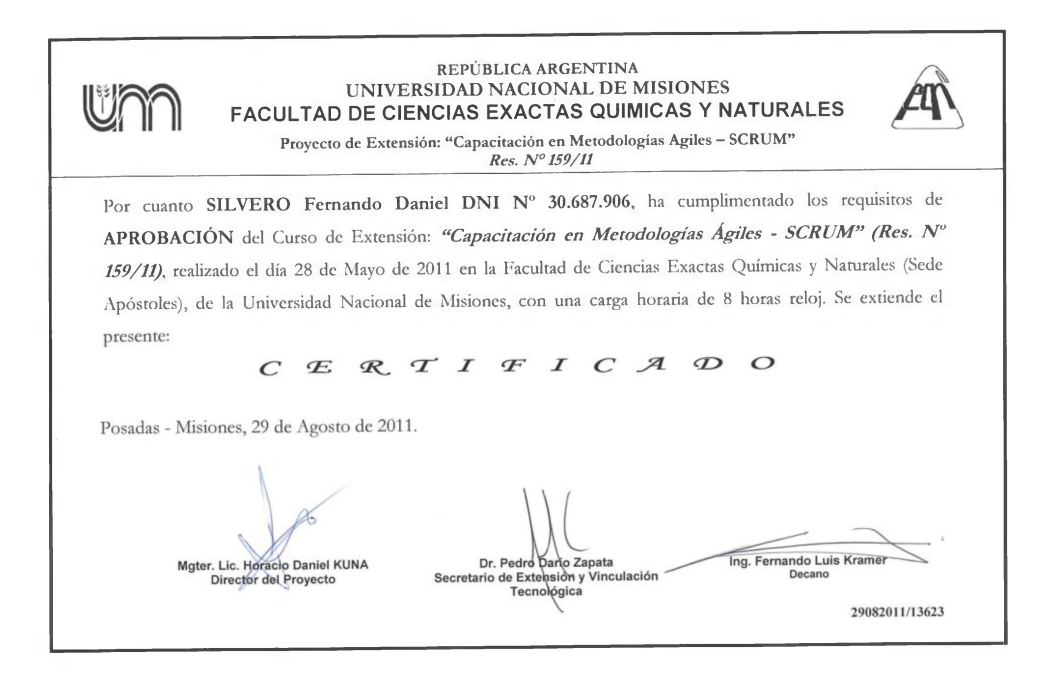 REPÚBLICA ARGENTINA
UNIVERSIDAD NACIONAL DE MISIONES
FACULTAD DE CIENCIAS EXACTAS QUIMICAS Y NATURALES
Proyecto de Extensión: “Capacitación en Metodologías Agiles – SCRUM”
Res. Nº 159/11
Por cuanto SILVERO Fernando Daniel DNI Nº 30.687.906, ha cumplimentado los requisitos de
APROBACIÓN del Curso de Extensión: “Capacitación en Metodologías Ágiles - SCRUM” (Res. Nº
159/11), realizado el día 28 de Mayo de 2011 en la Facultad de Ciencias Exactas Químicas y Naturales (Sede
Apóstoles), de la Universidad Nacional de Misiones, con una carga horaria de 8 horas reloj. Se extiende el
presente:
CERTIFICADO
Posadas - Misiones, 29 de Agosto de 2011.
Mgter. Lic. Horacio Daniel KUNA
Director del Proyecto
Dr. Pedro Darío Zapata
Secretario de Extensión y Vinculación
Tecnológica
Ing. Fernando Luis Kramer
Decano
29082011/13623